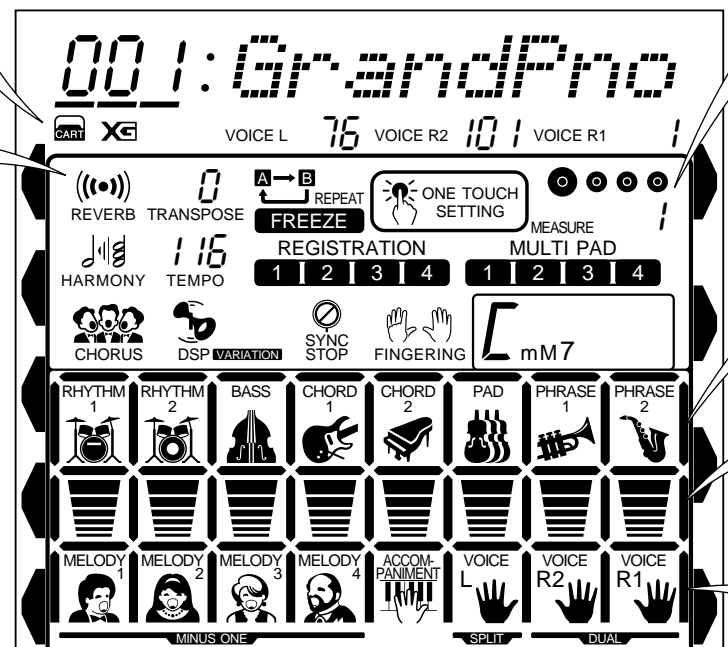 001:GrandPno
CART XG VOICE L 76 VOICE R2 101 VOICE R1 1
REVERB 0 TRANSPOSE A B REPEAT FREEZE ONE TOUCH SETTING MEASURE 1
HARMONY 116 TEMPO REGISTRATION 1 2 3 4 MULTI PAD 1 2 3 4
CHORUS DSP VARIATION SYNC STOP FINGERING C mM7
RHYTHM 1 RHYTHM 2 BASS CHORD 1 CHORD 2 PAD PHRASE 1 PHRASE 2
MELODY 1 MELODY 2 MELODY 3 MELODY 4 ACCOM-PANIMENT VOICE L VOICE R2 VOICE R1
MINUS ONE SPLIT DUAL